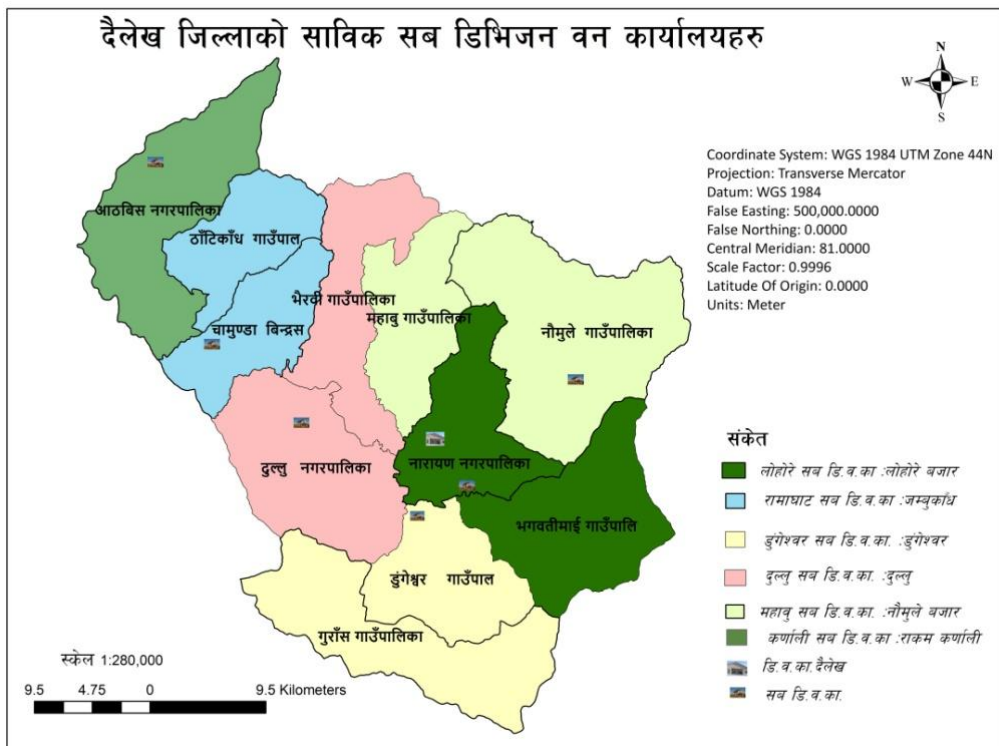 दैलेख जिल्लाको साविक सब डिभिजन वन कार्यालयहरु
N
W E
S
Coordinate System: WGS 1984 UTM Zone 44N
Projection: Transverse Mercator
Datum: WGS 1984
False Easting: 500,000.0000
False Northing: 0.0000
Central Meridian: 81.0000
Scale Factor: 0.9996
Latitude Of Origin: 0.0000
Units: Meter
आठबिस नगरपालिका
ठाँटिकाँध गाउँपाल
भैरवी गाउँपालिका
महाबु गाउँपालिका
चामुण्डा बिन्द्रस
नौमुले गाउँपालिका
दुल्लु नगरपालिका
नारायण नगरपालिका
भगवतीमाई गाउँपालि
डुंगेश्वर गाउँपाल
गुराँस गाउँपालिका
संकेत
लोहोरे सब डि.व.का :लोहोरे बजार
रामाघाट सब डि.व.का :जम्बुकाँध
डुंगेश्वर सब डि.व.का. :डुंगेश्वर
दुल्लु सब डि.व.का. :दुल्लु
महाबु सब डि.व.का. :नौमुले बजार
कर्णाली सब डि.व.का :राकम कर्णाली
डि.व.का.दैलेख
सब डि.व.का.
स्केल 1:280,000
9.5 4.75 0 9.5 Kilometers